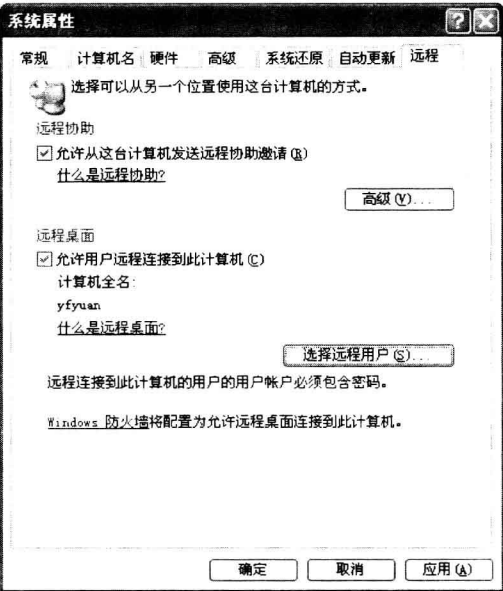 系统属性
常规 计算机名 硬件 高级 系统还原 自动更新 远程
选择可以从另一个位置使用这台计算机的方式。
远程协助
允许从这台计算机发送远程协助邀请(R)
什么是远程协助?
高级(V)...
远程桌面
允许用户远程连接到此计算机(C)
计算机全名:
yfyuan
什么是远程桌面?
选择远程用户(S)...
远程连接到此计算机的用户的用户帐户必须包含密码。
Windows 防火墙将配置为允许远程桌面连接到此计算机。
确定 取消 应用(A)